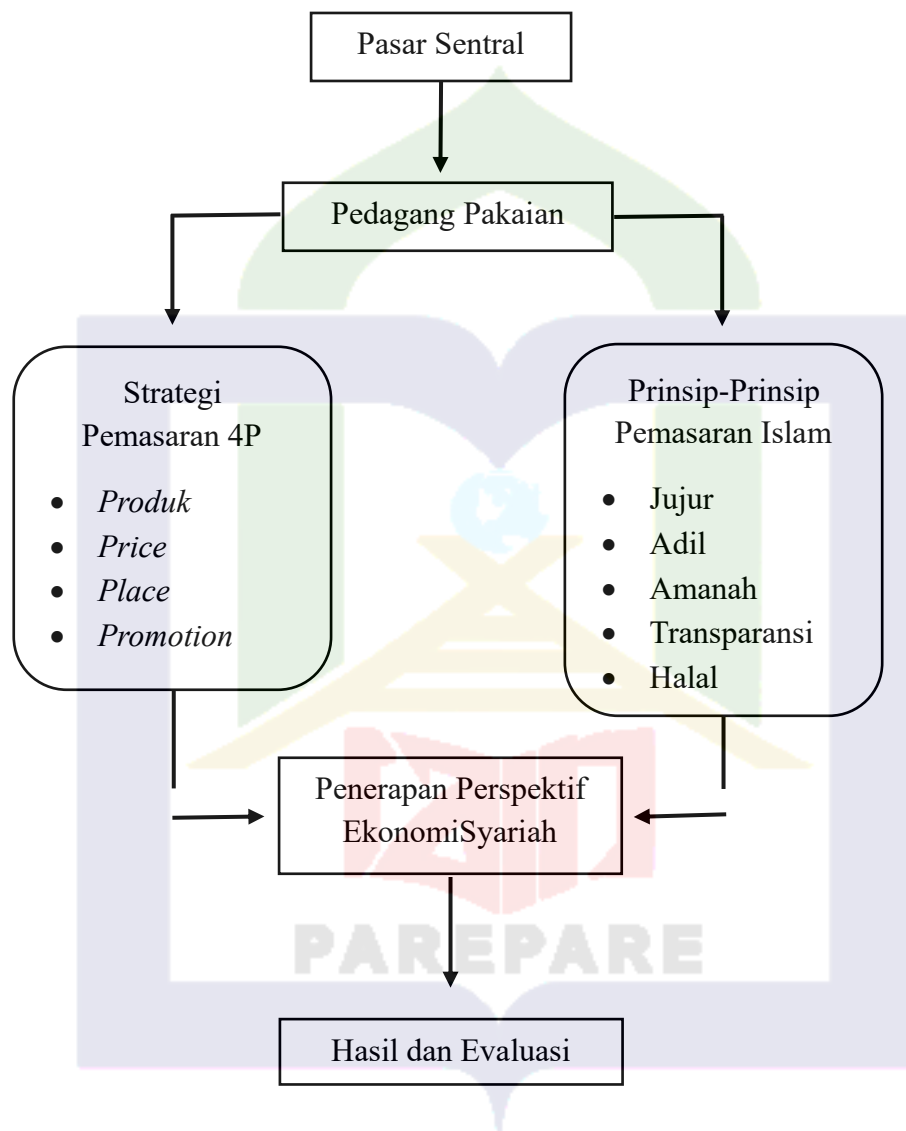 Pasar Sentral
Pedagang Pakaian
Strategi
Pemasaran 4P
• Produk
• Price
• Place
• Promotion
Prinsip-Prinsip
Pemasaran Islam
• Jujur
• Adil
• Amanah
• Transparansi
• Halal
Penerapan Perspektif
EkonomiSyariah
PAREPARE
Hasil dan Evaluasi